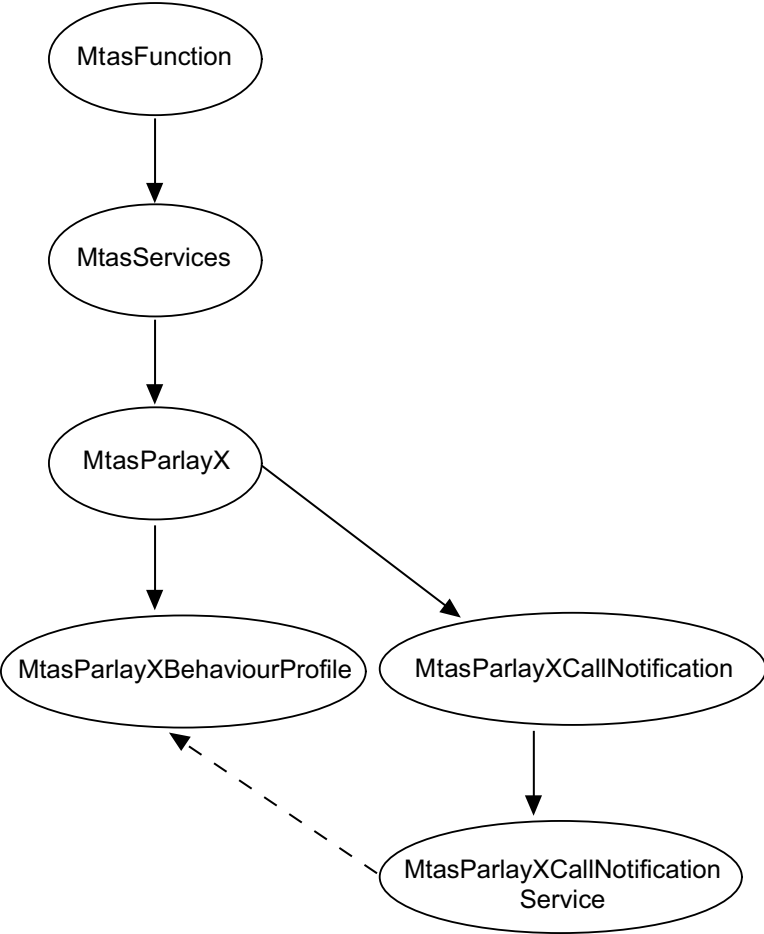 MtasFunction
MtasServices
MtasParlayX
MtasParlayXBehaviourProfile
MtasParlayXCallNotification
MtasParlayXCallNotification
Service